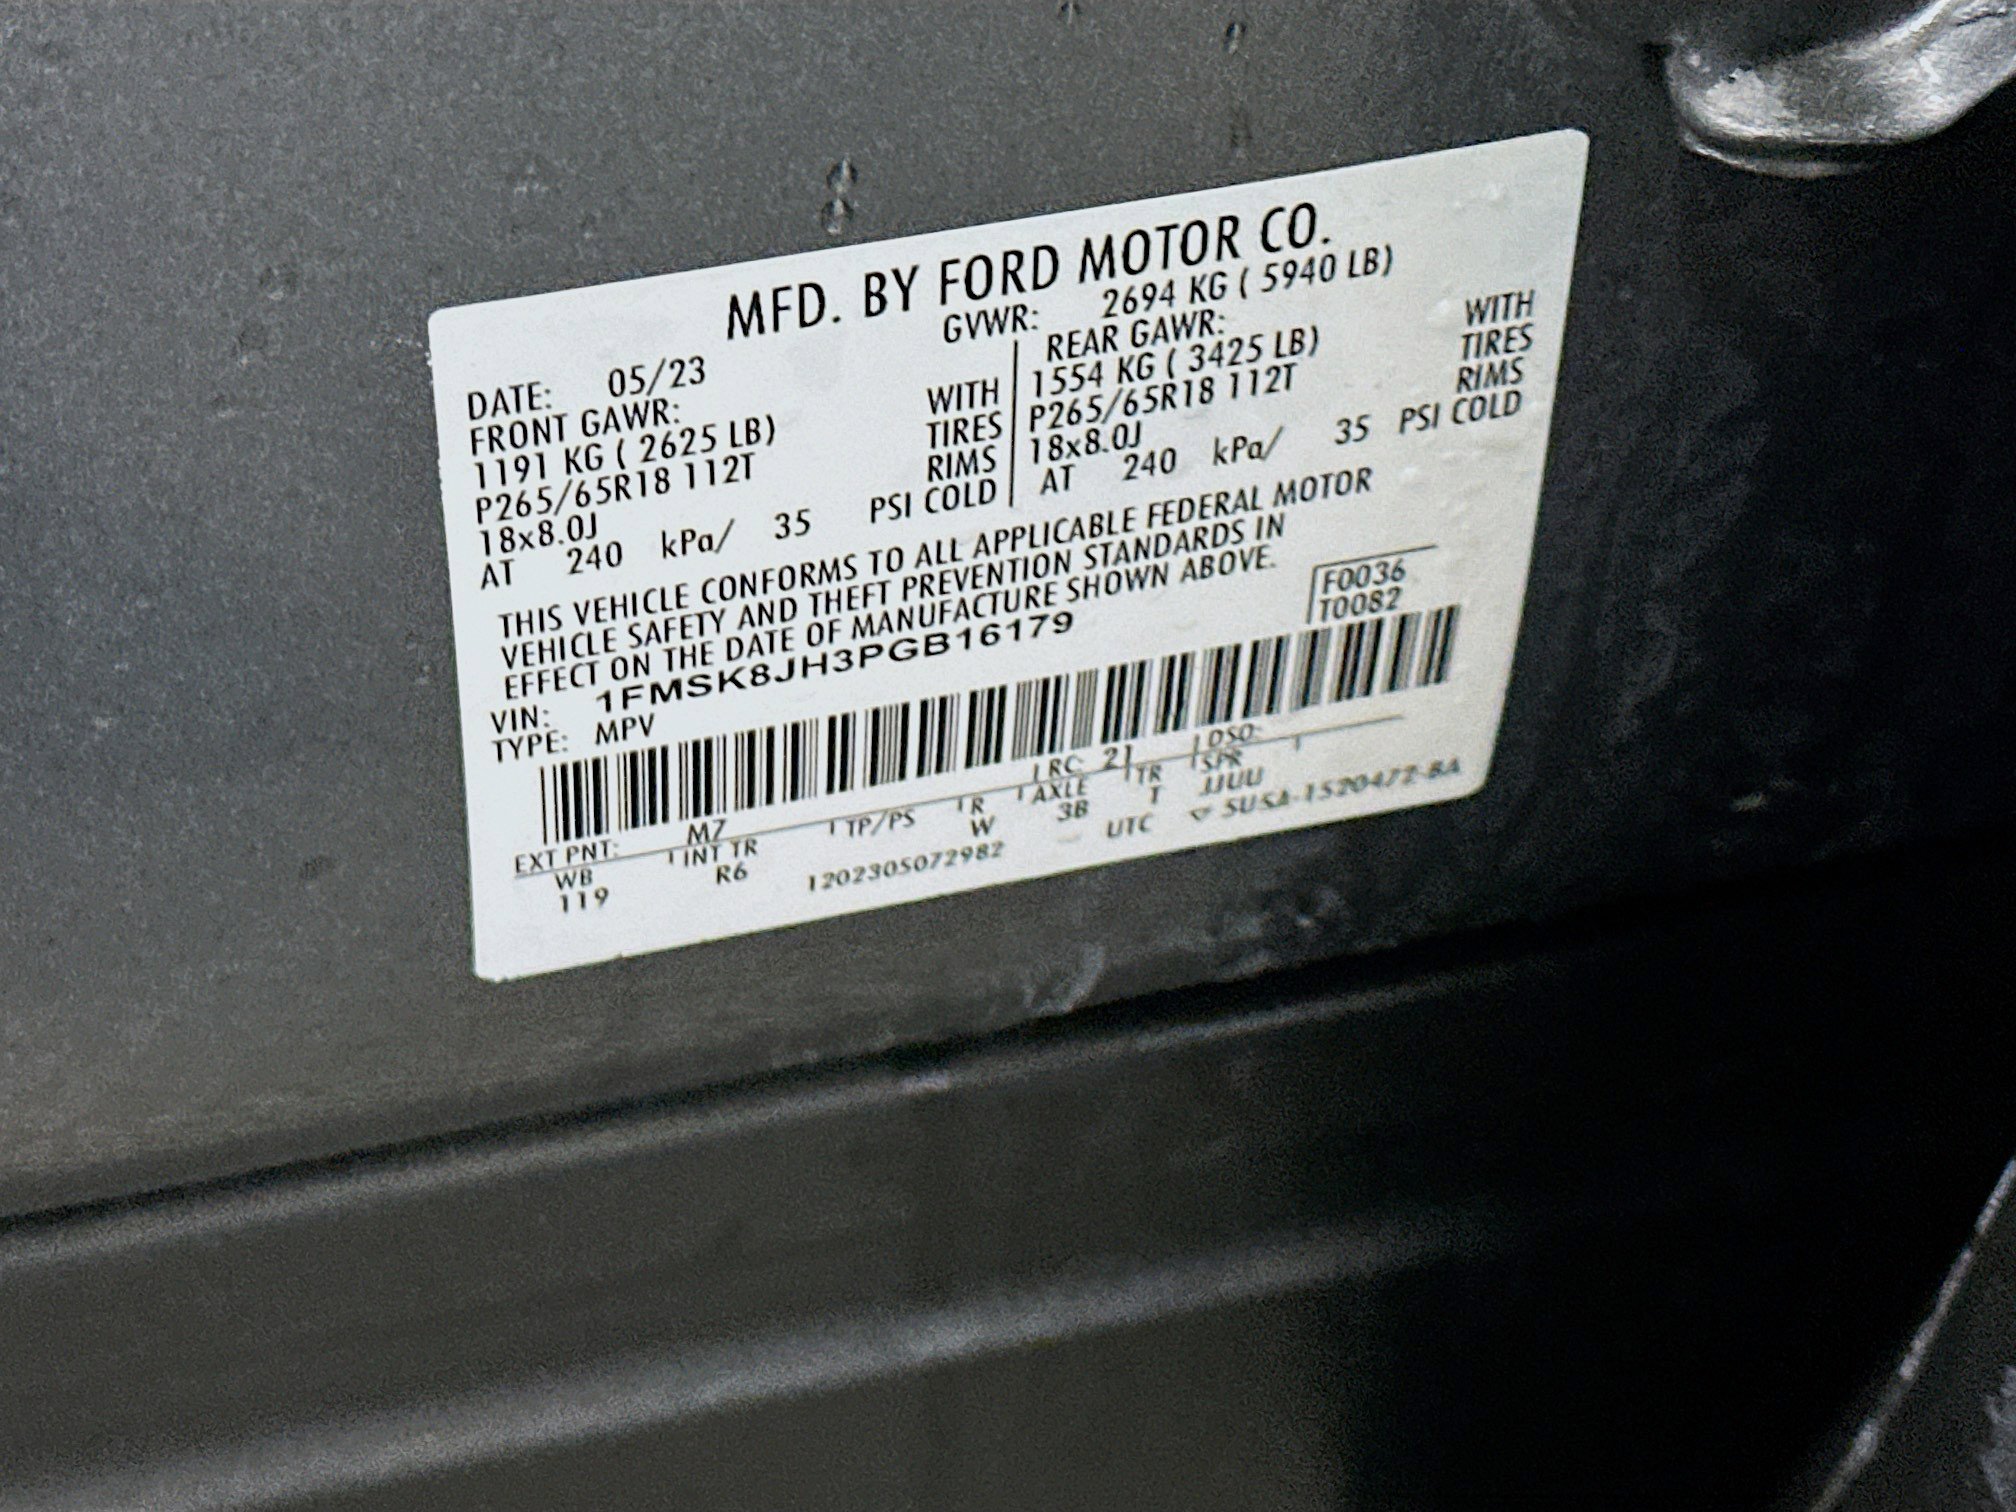 MFD. BY FORD MOTOR CO.
DATE: 05/23 GVWR: 2694 KG ( 5940 LB)
FRONT GAWR: REAR GAWR:
1191 KG ( 2625 LB) WITH 1554 KG ( 3425 LB) WITH
P265/65R18 112T TIRES P265/65R18 112T TIRES
18x8.0J RIMS 18x8.0J RIMS
AT 240 kPa/ 35 PSI COLD AT 240 kPa/ 35 PSI COLD
THIS VEHICLE CONFORMS TO ALL APPLICABLE FEDERAL MOTOR
VEHICLE SAFETY AND THEFT PREVENTION STANDARDS IN
EFFECT ON THE DATE OF MANUFACTURE SHOWN ABOVE.
F0036
T0082
VIN: 1FMSK8JH3PGB16179
TYPE: MPV
EXT PNT: M7 RC: 21 DSO:
WB INT TR TP/PS R AXLE TR SPR
119 R6 W 3B T JJUU
1202305072982 UTC ▽ SU5A-1520472-BA